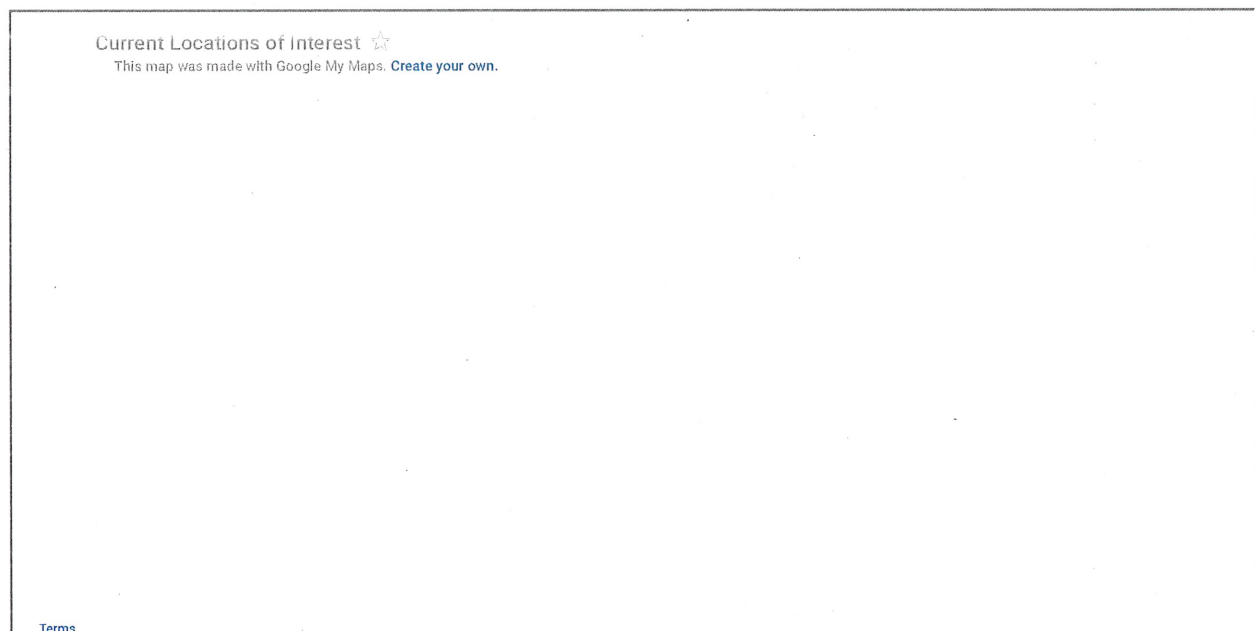 Current Locations of Interest ☆
This map was made with Google My Maps. Create your own.
Terms